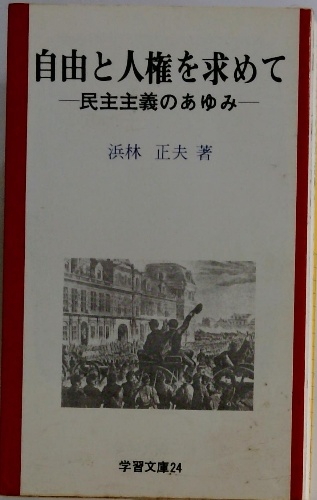 自由と人権を求めて
―民主主義のあゆみ―
浜林 正夫 著
学習文庫24